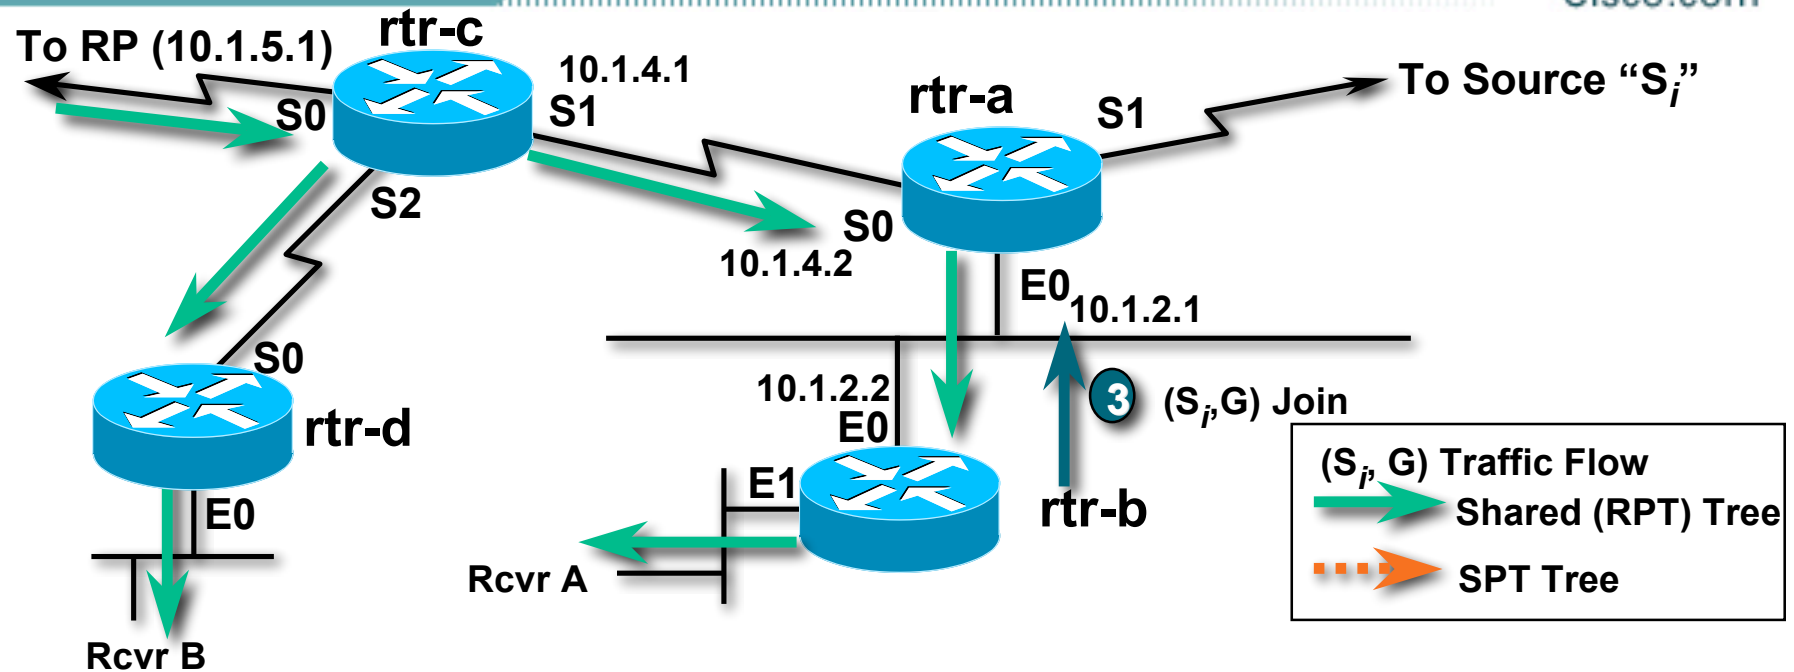 Cisco.com
To RP (10.1.5.1)
rtr-c
10.1.4.1
S0
S1
S2
rtr-a
S1
To Source “Si”
S0
10.1.4.2
E0
10.1.2.1
S0
rtr-d
E0
Rcvr B
10.1.2.2
E0
E1
rtr-b
Rcvr A
3
(Si,G) Join
(Si, G) Traffic Flow
Shared (RPT) Tree
SPT Tree